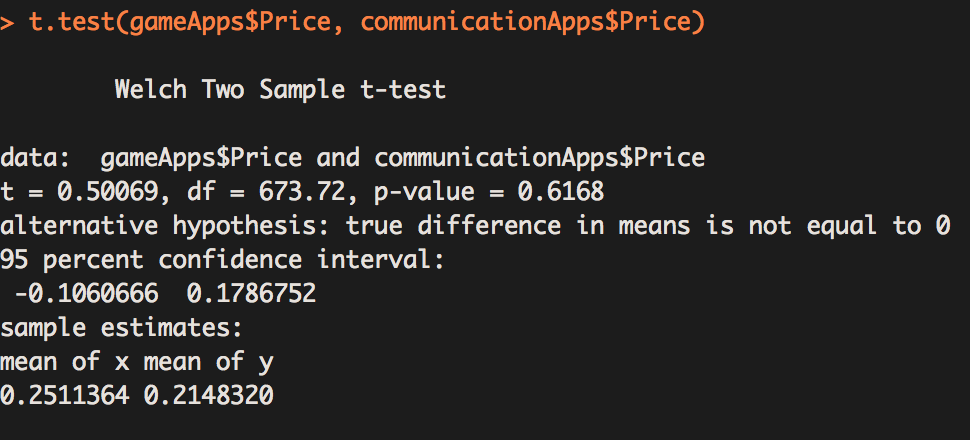 > t.test(gameApps$Price, communicationApps$Price)
Welch Two Sample t-test
data:  gameApps$Price and communicationApps$Price
t = 0.50069, df = 673.72, p-value = 0.6168
alternative hypothesis: true difference in means is not equal to 0
95 percent confidence interval:
-0.1060666  0.1786752
sample estimates:
mean of x mean of y
0.2511364 0.2148320